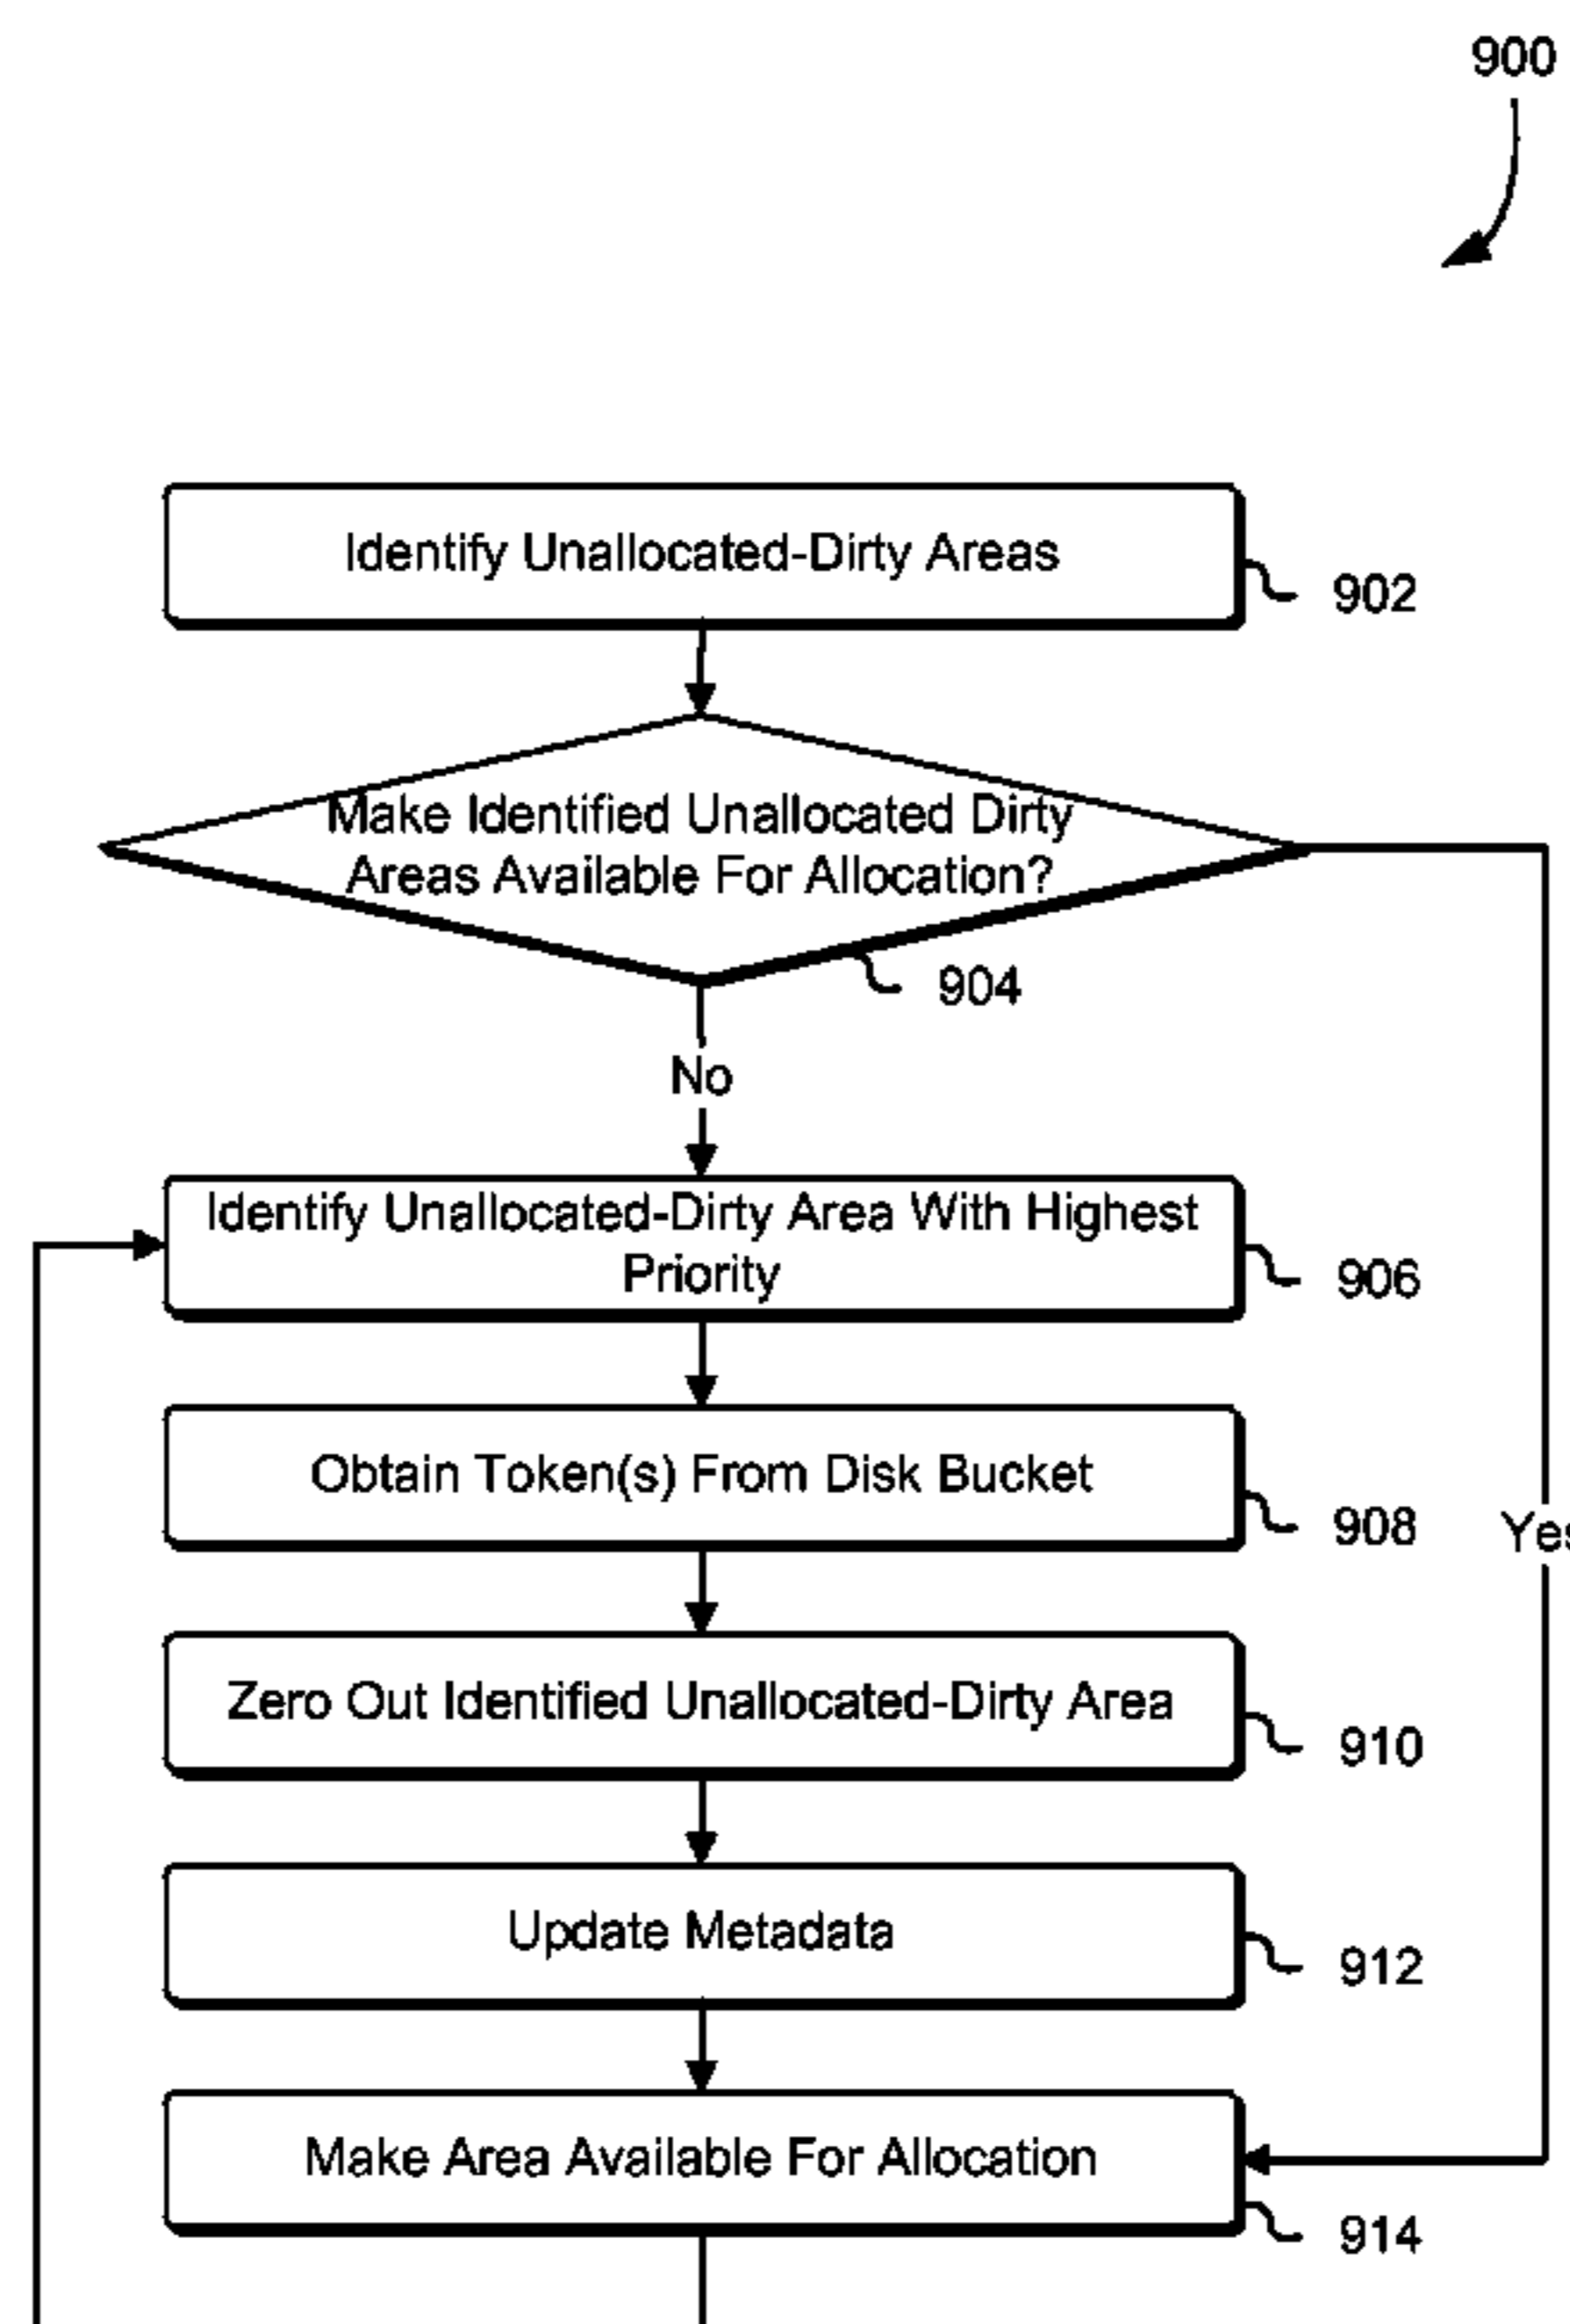 900
Identify Unallocated-Dirty Areas
902
Make Identified Unallocated Dirty
Areas Available For Allocation?
904
No
Identify Unallocated-Dirty Area With Highest
Priority
906
Obtain Token(s) From Disk Bucket
908
Yes
Zero Out Identified Unallocated-Dirty Area
910
Update Metadata
912
Make Area Available For Allocation
914